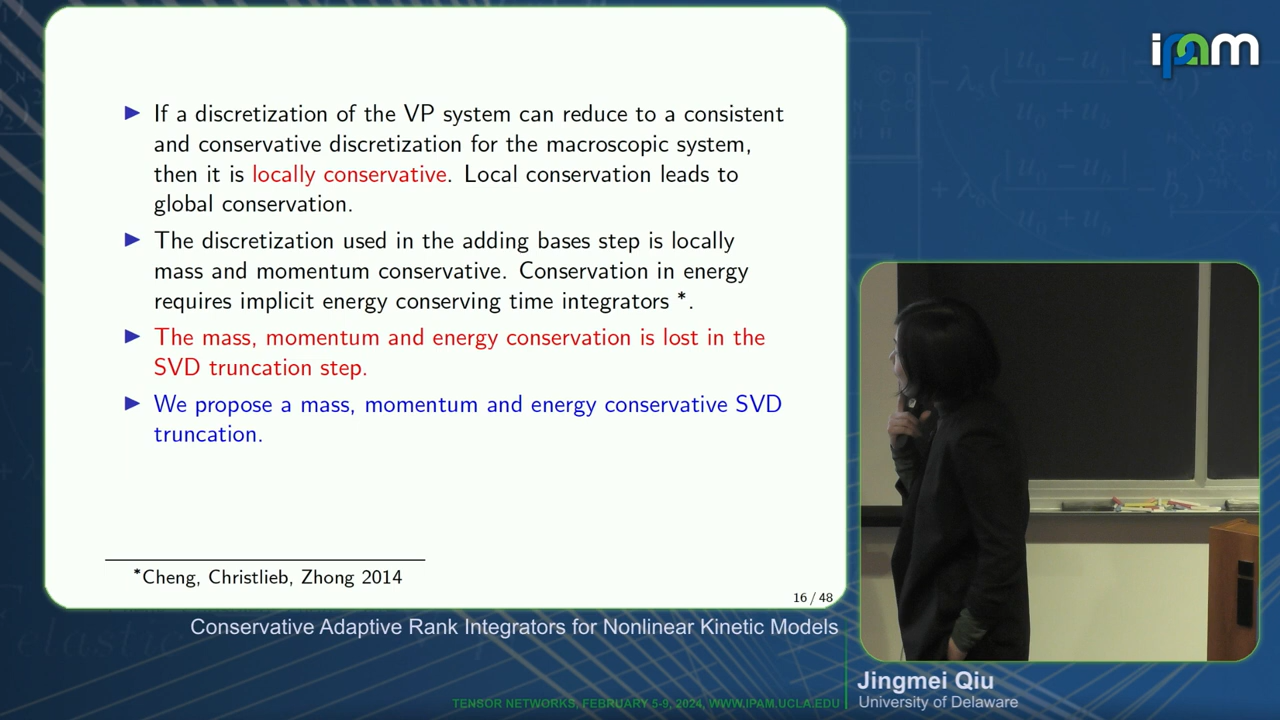 ipam
▶ If a discretization of the VP system can reduce to a consistent
and conservative discretization for the macroscopic system,
then it is locally conservative. Local conservation leads to
global conservation.
▶ The discretization used in the adding bases step is locally
mass and momentum conservative. Conservation in energy
requires implicit energy conserving time integrators *.
▶ The mass, momentum and energy conservation is lost in the
SVD truncation step.
▶ We propose a mass, momentum and energy conservative SVD
truncation.
*Cheng, Christlieb, Zhong 2014
16 / 48
Conservative Adaptive Rank Integrators for Nonlinear Kinetic Models
Jingmei Qiu
University of Delaware
TENSOR NETWORKS, FEBRUARY 5-9, 2024, WWW.IPAM.UCLA.EDU